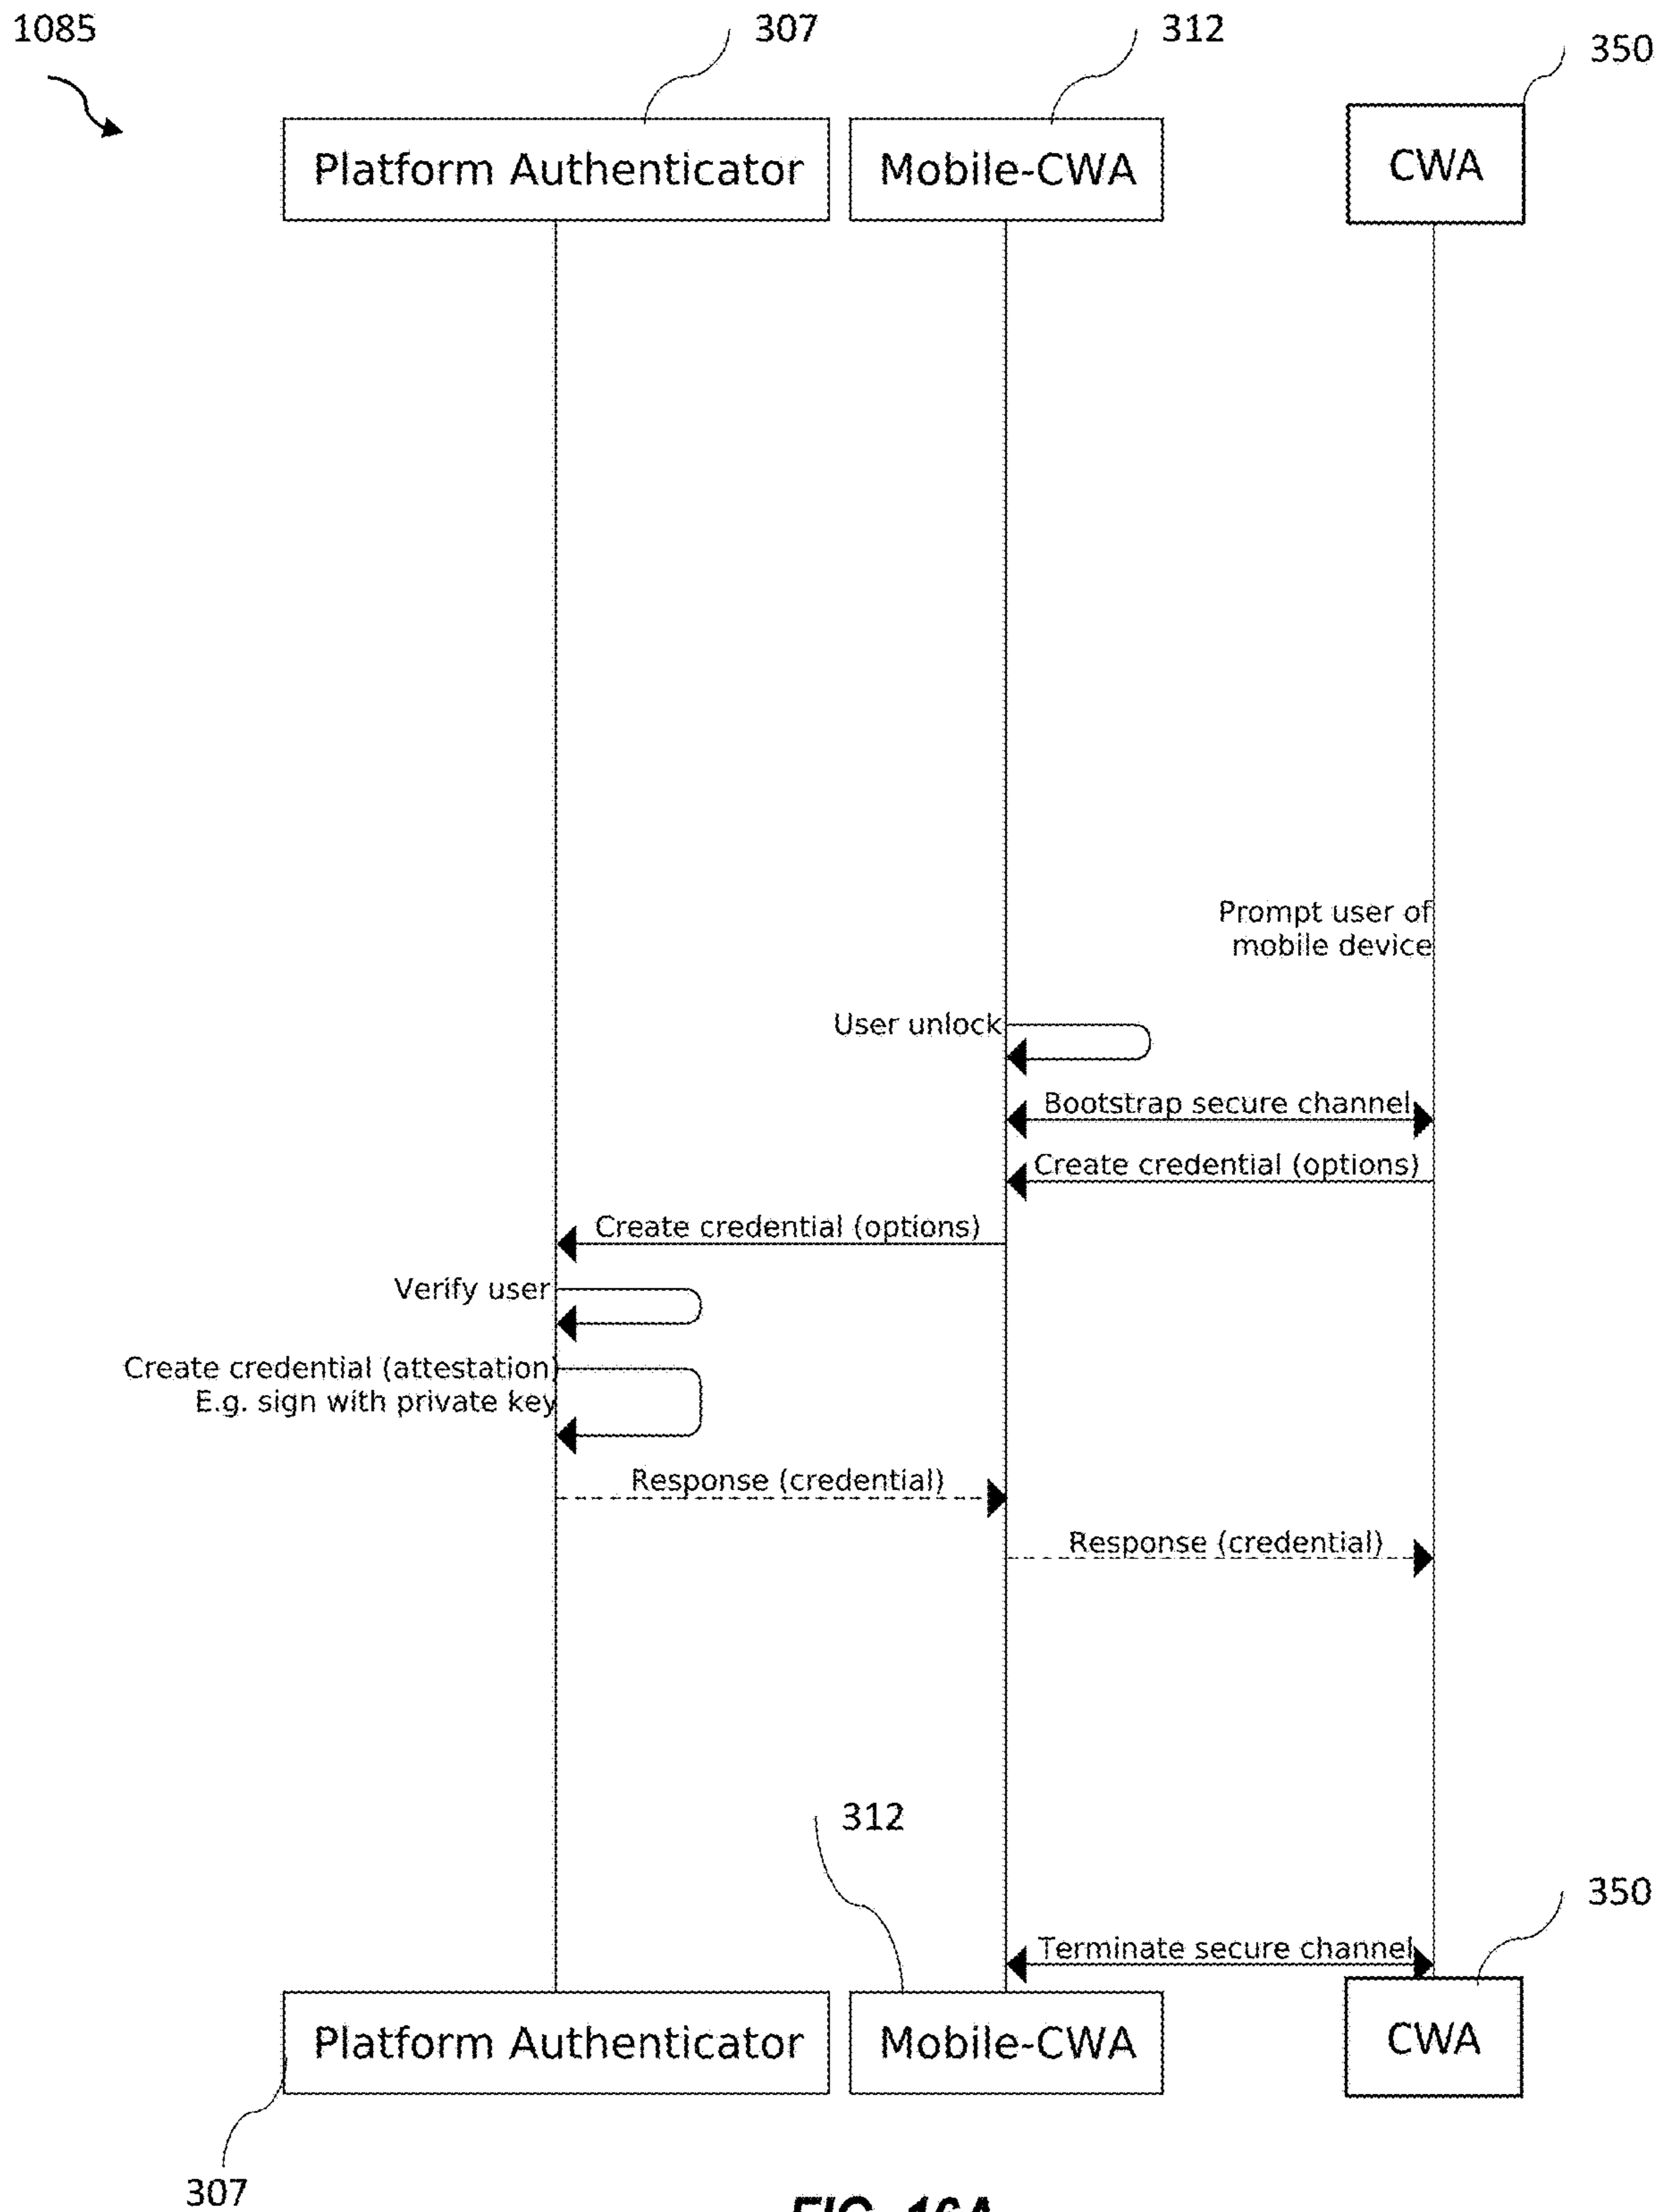 1085
307
312
350
Platform Authenticator
Mobile-CWA
CWA
Prompt user of
mobile device
User unlock
Bootstrap secure channel
Create credential (options)
Create credential (options)
Verify user
Create credential (attestation)
E.g. sign with private key
Response (credential)
Response (credential)
312
350
Terminate secure channel
Platform Authenticator
Mobile-CWA
CWA
307
FIG. 16A